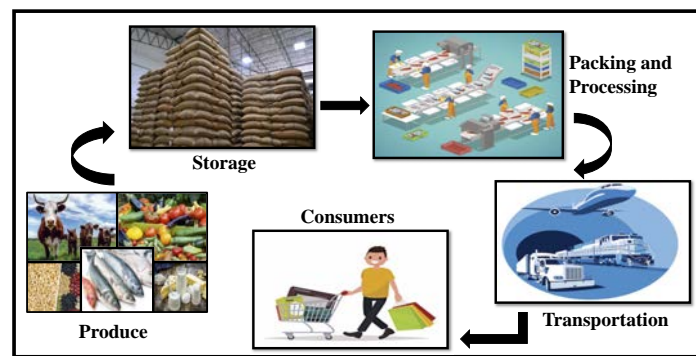 Storage
Packing and
Processing
Consumers
Produce
Transportation